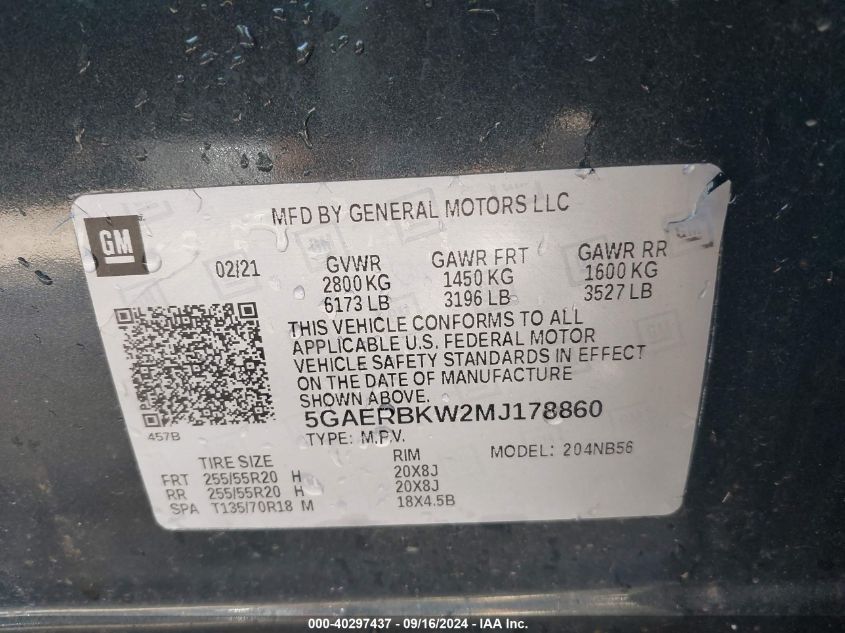 MFD BY GENERAL MOTORS LLC
GM
02/21
GVWR
2800 KG
6173 LB
GAWR FRT
1450 KG
3196 LB
GAWR RR
1600 KG
3527 LB
THIS VEHICLE CONFORMS TO ALL
APPLICABLE U.S. FEDERAL MOTOR
VEHICLE SAFETY STANDARDS IN EFFECT
ON THE DATE OF MANUFACTURE
SHOWN ABOVE.
457B
5GAERBKW2MJ178860
TYPE: M.P.V.
MODEL: 204NB56
TIRE SIZE RIM
FRT 255/55R20 H 20X8J
RR 255/55R20 H 20X8J
SPA T135/70R18 M 18X4.5B
000-40297437 - 09/16/2024 - IAA Inc.